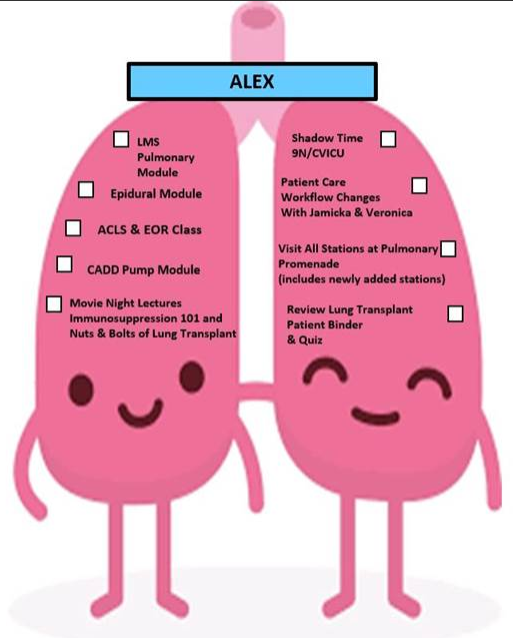 ALEX
LMS
Pulmonary
Module
Epidural Module
ACLS & EOR Class
CADD Pump Module
Movie Night Lectures
Immunosuppression 101 and
Nuts & Bolts of Lung Transplant
Shadow Time
9N/CVICU
Patient Care
Workflow Changes
With Jamicka & Veronica
Visit All Stations at Pulmonary
Promenade
(includes newly added stations)
Review Lung Transplant
Patient Binder
& Quiz